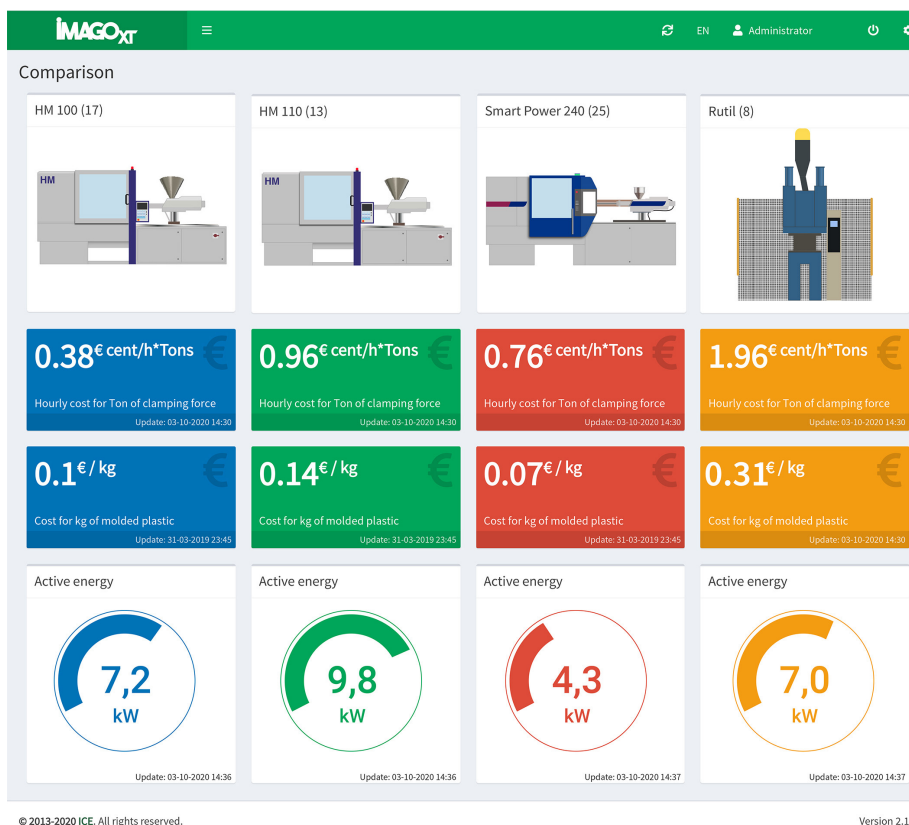 iMAGOXT
EN Administrator
Comparison
HM 100 (17) HM 110 (13) Smart Power 240 (25) Rutil (8)
HM HM
0.38€ cent/h*Tons 0.96€ cent/h*Tons 0.76€ cent/h*Tons 1.96€ cent/h*Tons
Hourly cost for Ton of clamping force Hourly cost for Ton of clamping force Hourly cost for Ton of clamping force Hourly cost for Ton of clamping force
Update: 03-10-2020 14:30 Update: 03-10-2020 14:30 Update: 03-10-2020 14:30 Update: 03-10-2020 14:30
0.1€/ kg 0.14€/ kg 0.07€/ kg 0.31€/ kg
Cost for kg of molded plastic Cost for kg of molded plastic Cost for kg of molded plastic Cost for kg of molded plastic
Update: 31-03-2019 23:45 Update: 31-03-2019 23:45 Update: 31-03-2019 23:45 Update: 03-10-2020 14:30
Active energy Active energy Active energy Active energy
7,2 9,8 4,3 7,0
kW kW kW kW
Update: 03-10-2020 14:36 Update: 03-10-2020 14:36 Update: 03-10-2020 14:37 Update: 03-10-2020 14:37
© 2013-2020 ICE. All rights reserved. Version 2.1